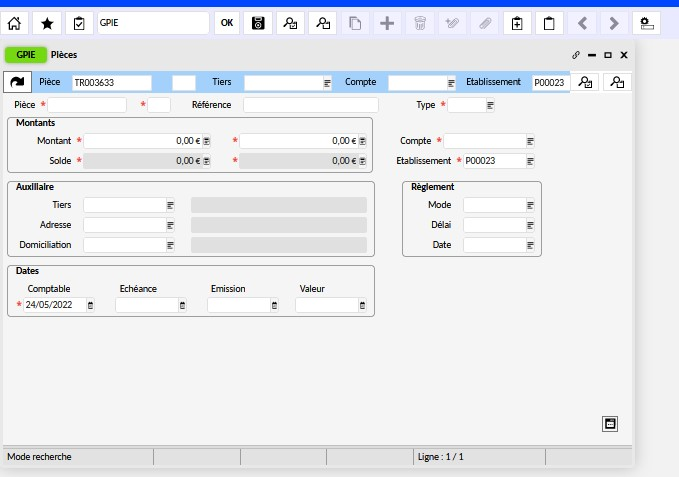 GPIE OK
GPIE Pièces
Pièce TR003633 Tiers Compte Etablissement P00023
Pièce * * Référence Type *
Montants
Montant * 0,00 € * 0,00 € Compte *
Solde * 0,00 € * 0,00 € Etablissement * P00023
Auxiliaire Règlement
Tiers Mode
Adresse Délai
Domiciliation Date
Dates
Comptable Echéance Emission Valeur
* 24/05/2022
Mode recherche Ligne : 1 / 1